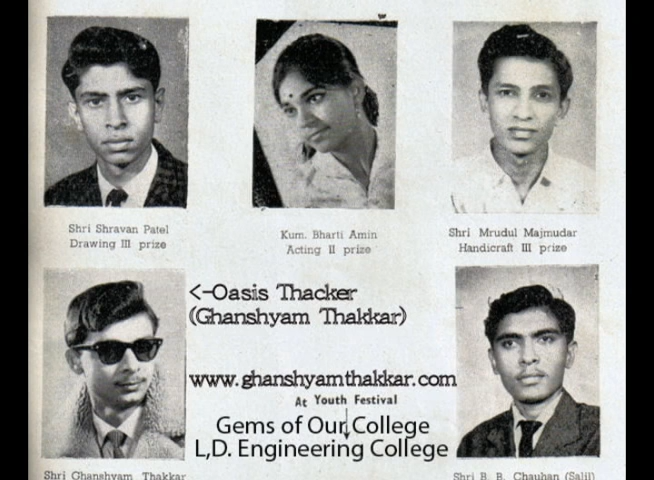 Shri Shravan Patel
Drawing III prize
Kum. Bharti Amin
Acting II prize
Shri Mrudul Majmudar
Handicraft III prize
<-Oasis Thacker
(Ghanshyam Thakkar)
www.ghanshyamthakkar.com
At Youth Festival
Gems of Our College
L,D. Engineering College
Shri Ghanshyam Thakkar
Shri B. B. Chauhan (Salil)